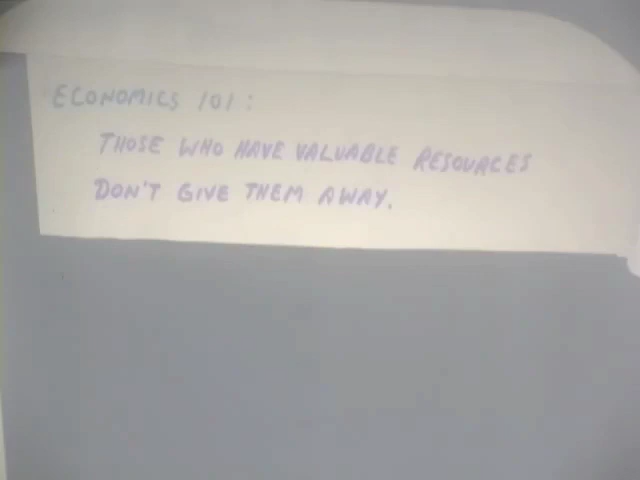 ECONOMICS 101:
THOSE WHO HAVE VALUABLE RESOURCES
DON'T GIVE THEM AWAY.